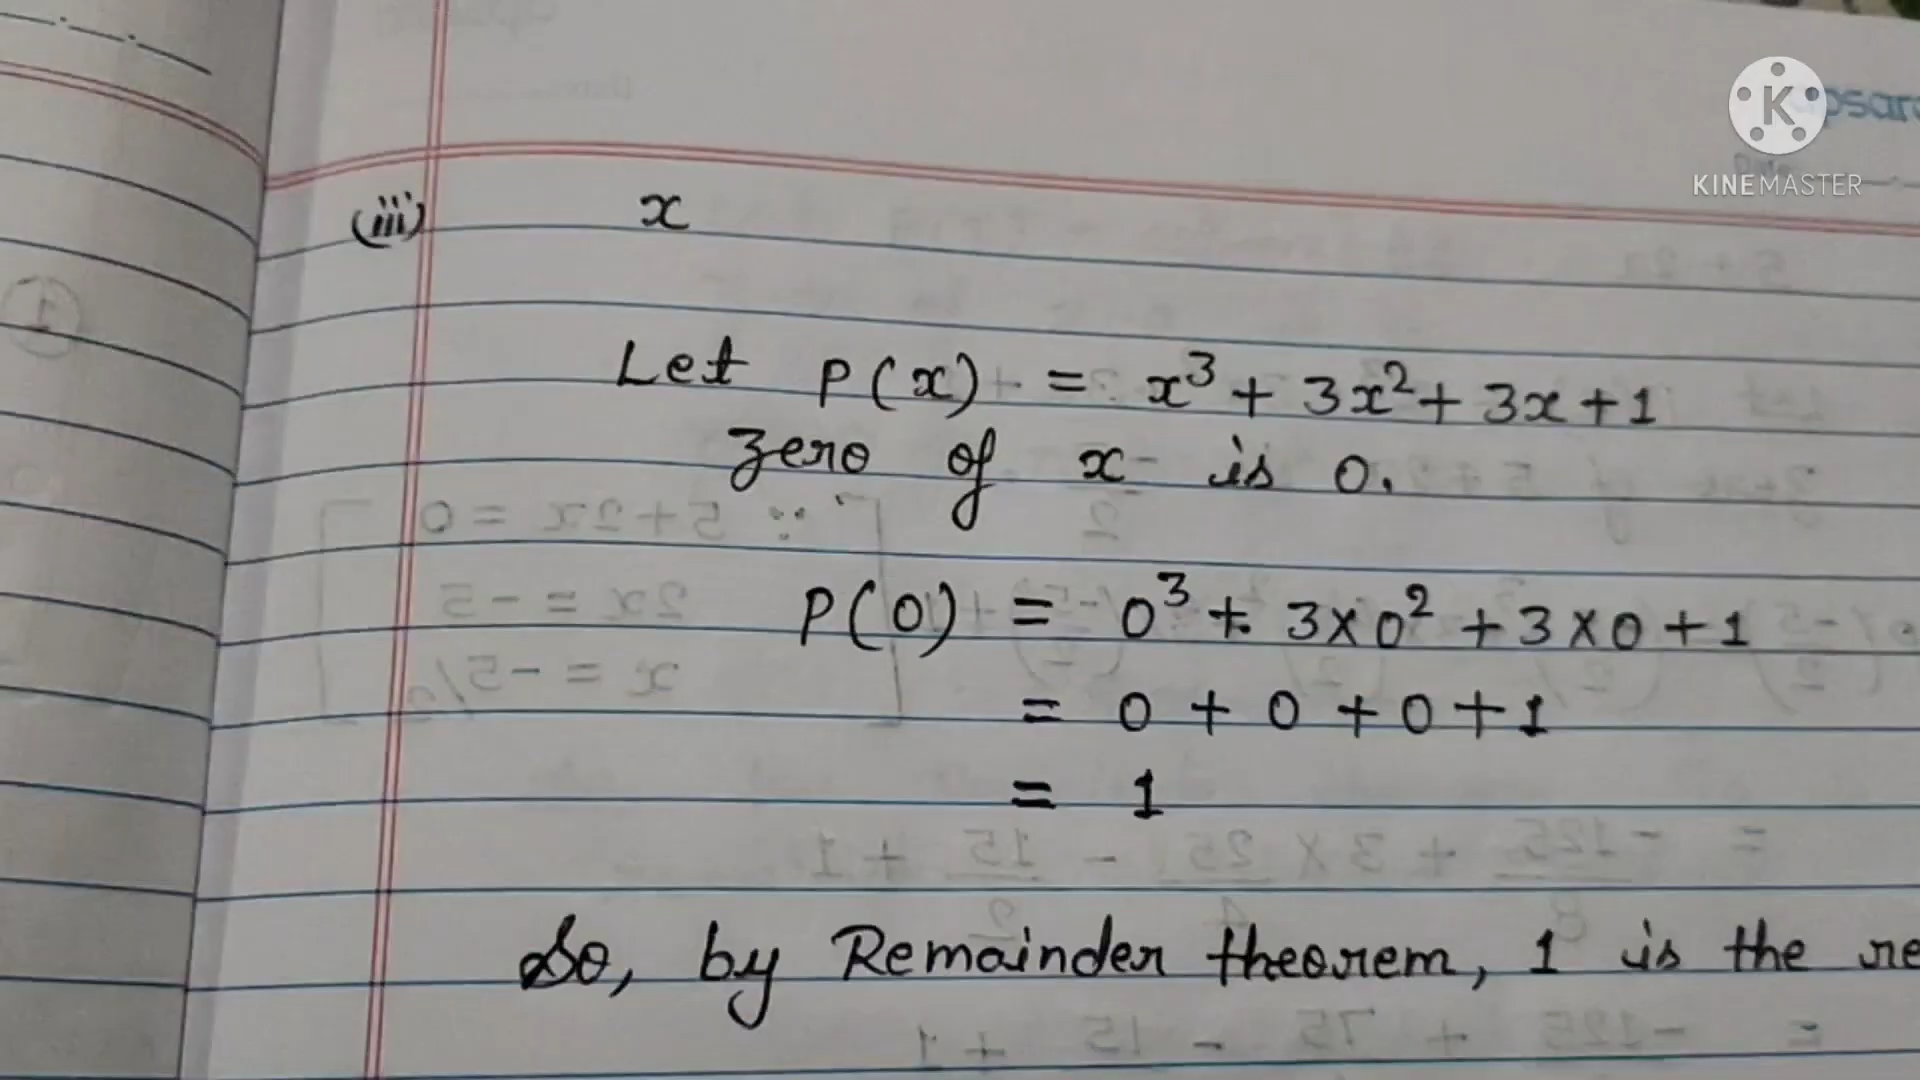 KINEMASTER
(iii) x
Let P(x) = x³ + 3x² + 3x + 1
zero of x is 0.
P(0) = 0³ + 3×0² + 3×0 + 1
= 0 + 0 + 0 + 1
= 1
So, by Remainder theorem, 1 is the re